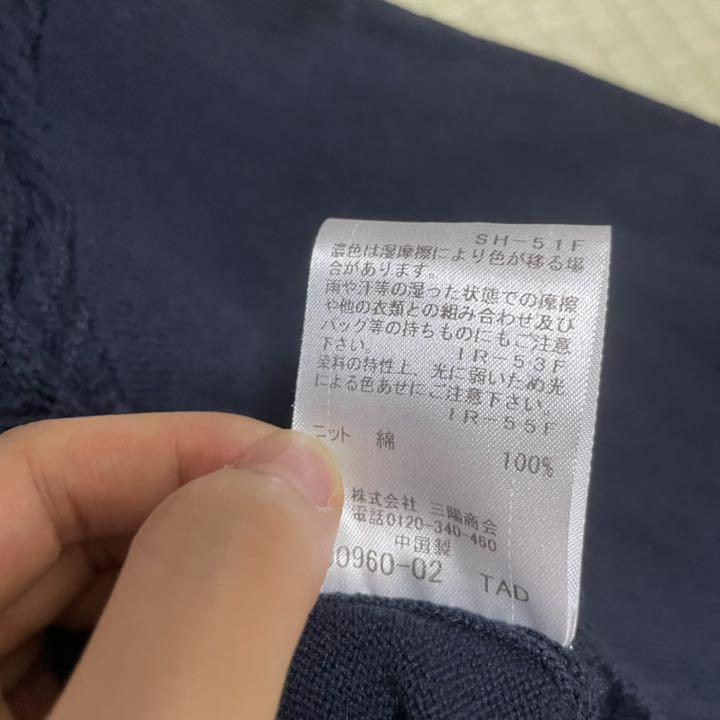 SH-51F
濃色は湿摩擦により色が移る場
合があります。
雨や汗等の湿った状態での摩擦
や他の衣類との組み合わせ及び
バック等の持ちものにもご注意
下さい。 IR-53F
染料の特性上、光に弱いため光
による色あせにご注意下さい。
IR-55F
ニット 綿 100%
株式会社 三陽商会
電話0120-340-460
中国製
0960-02 TAD